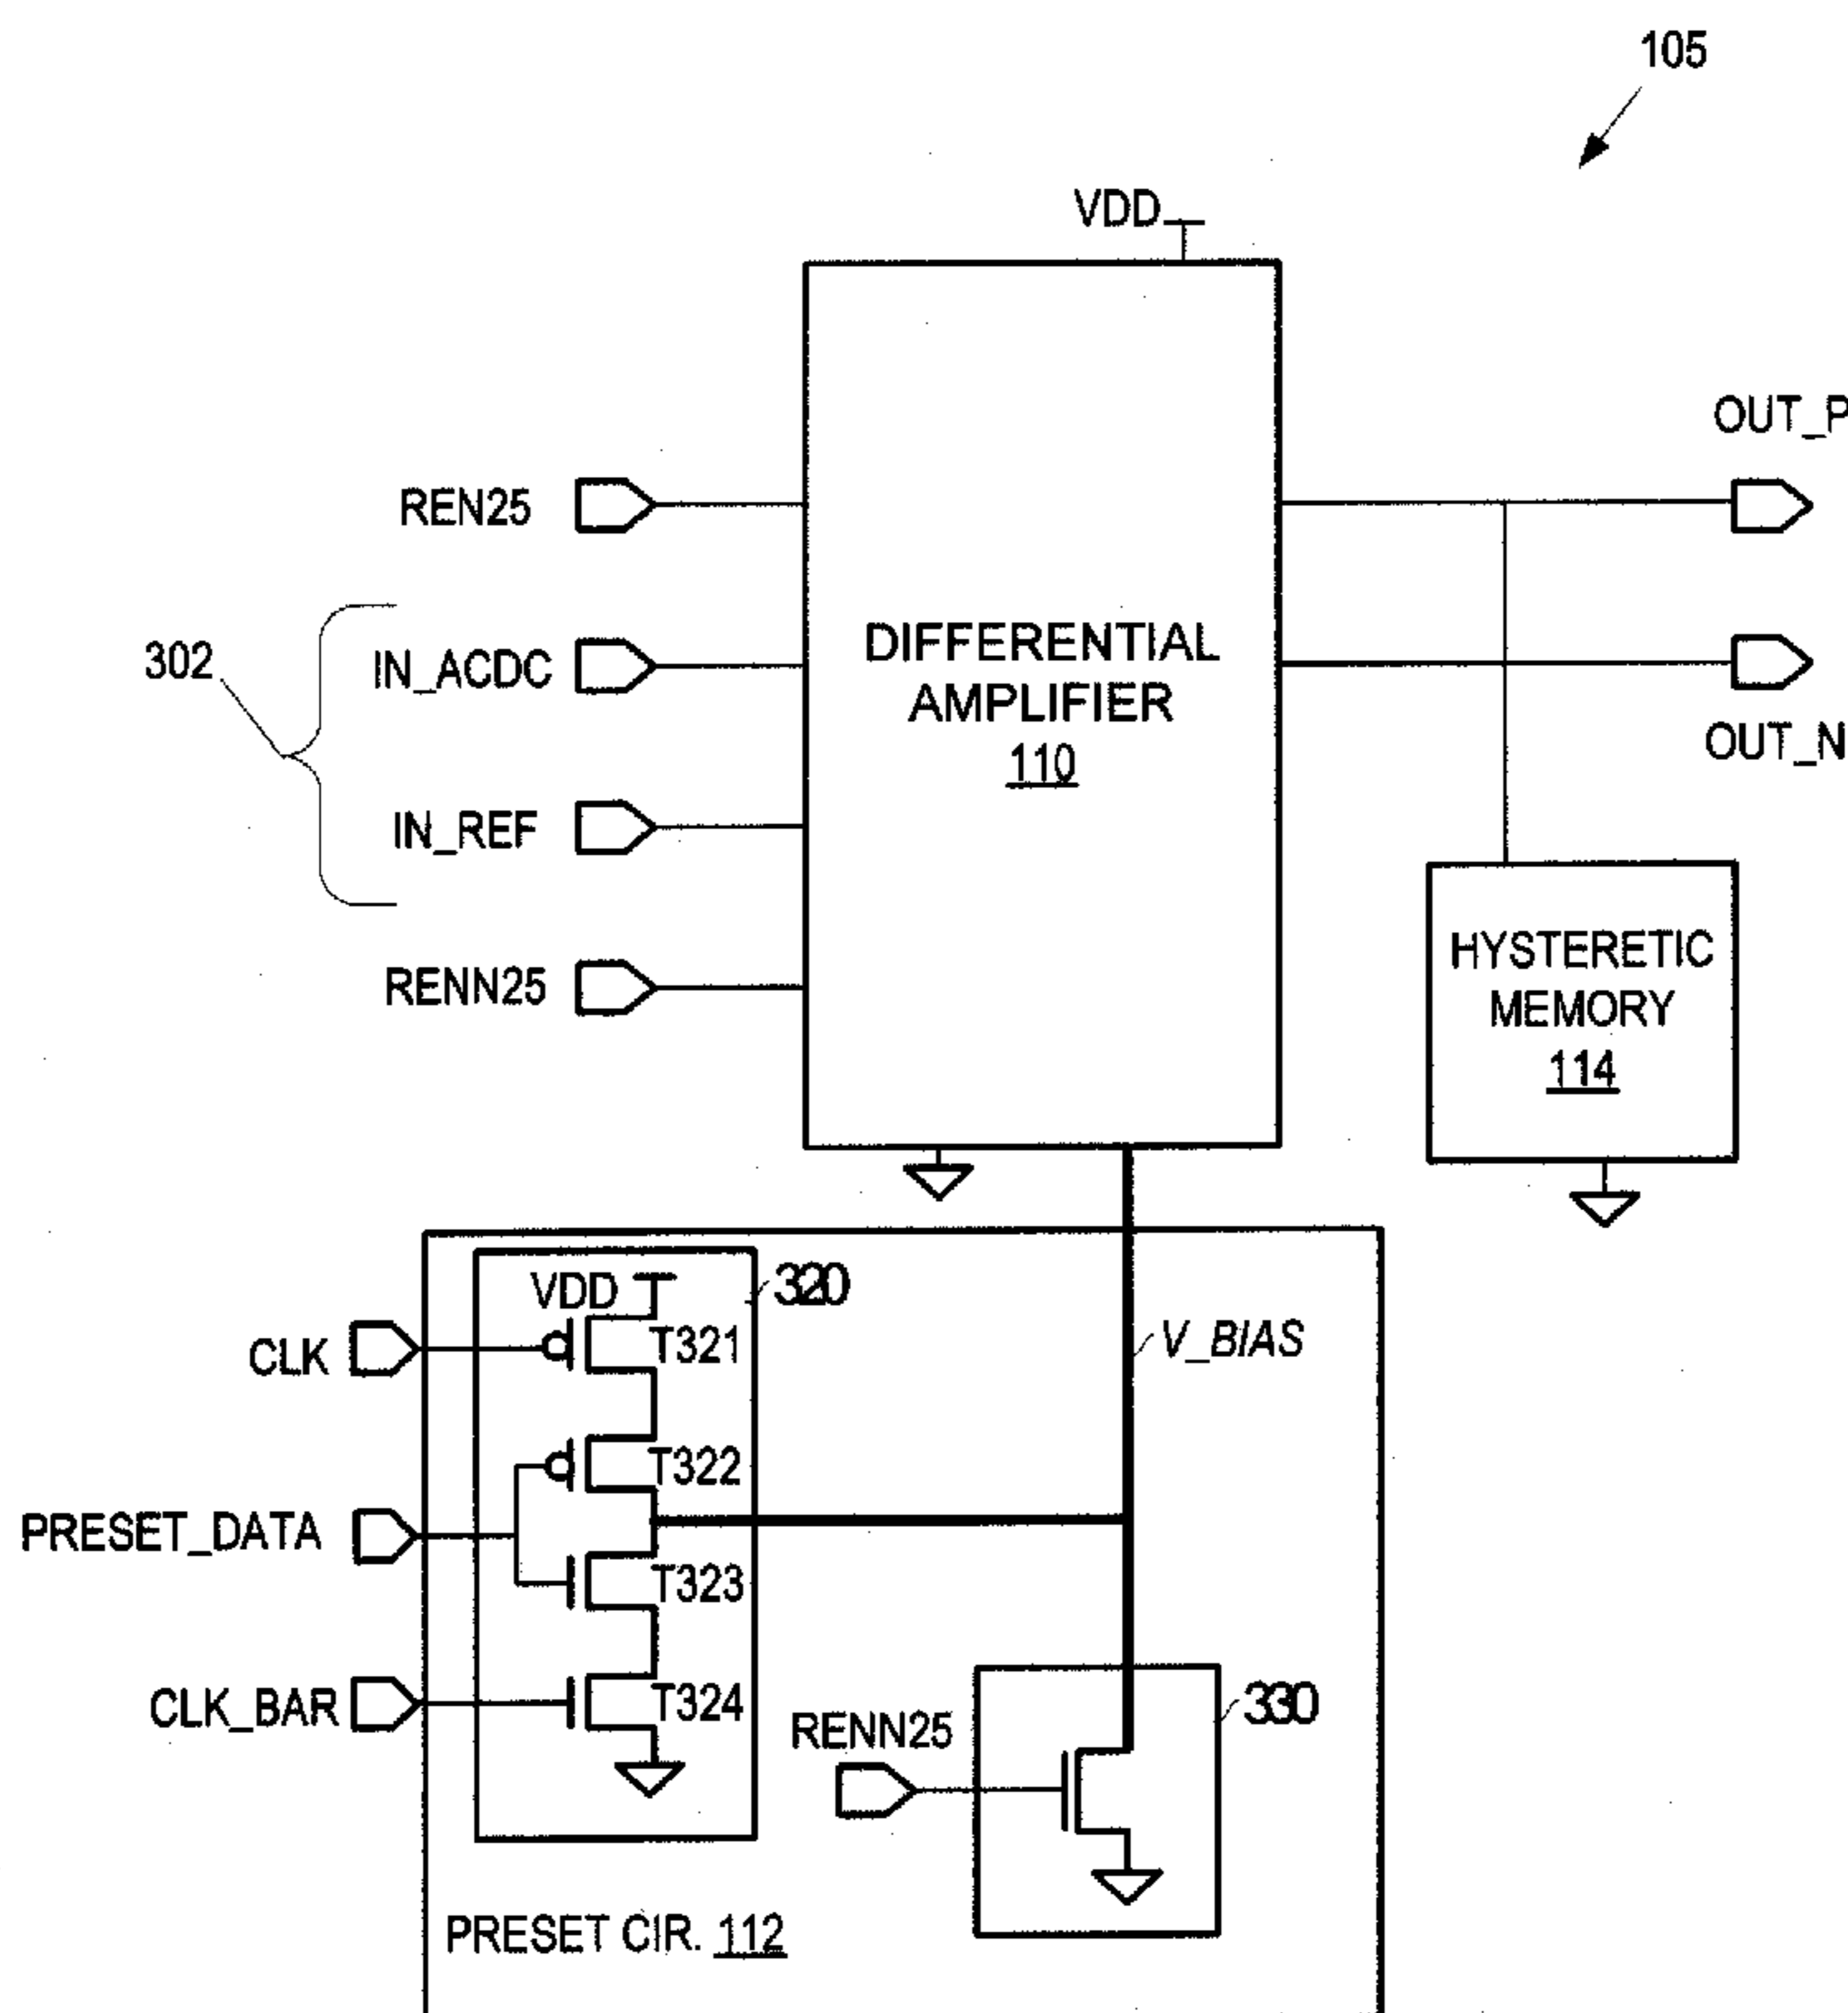 105
VDD
OUT_P
REN25
302
IN_ACDC
DIFFERENTIAL
AMPLIFIER
110
OUT_N
IN_REF
HYSTERETIC
MEMORY
114
RENN25
VDD
320
CLK
T321
V_BIAS
T322
PRESET_DATA
T323
CLK_BAR
T324
RENN25
330
PRESET CIR. 112